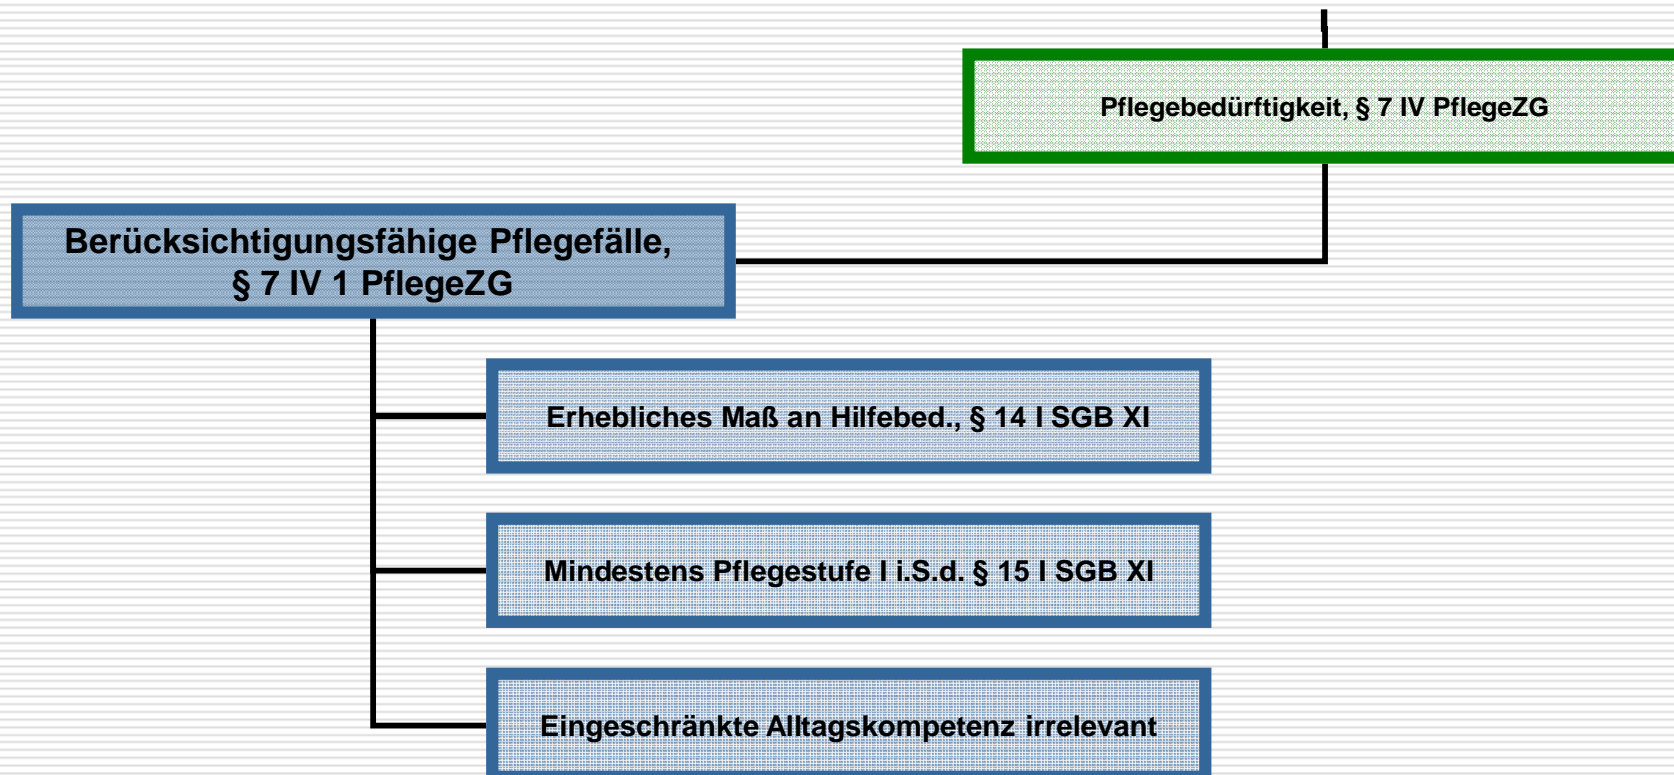 Pflegebedürftigkeit, § 7 IV PflegeZG
Berücksichtigungsfähige Pflegefälle,
§ 7 IV 1 PflegeZG
Erhebliches Maß an Hilfebed., § 14 I SGB XI
Mindestens Pflegestufe I i.S.d. § 15 I SGB XI
Eingeschränkte Alltagskompetenz irrelevant